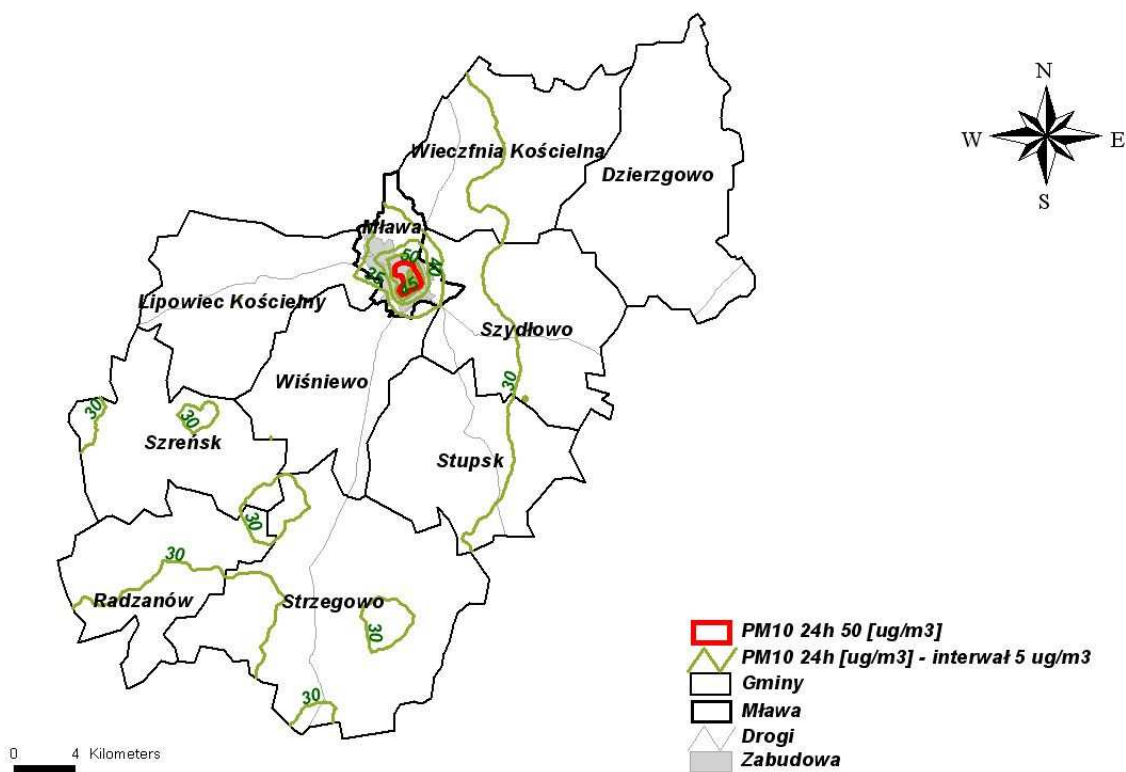 N
W E
S
Wieczfnia Kościelna
Dzierzgowo
Mława
50
40
25
25
Lipowiec Kościelny
Szydłowo
Wiśniewo
30
30
30
Szreńsk
Stupsk
30
30
Radzanów
Strzegowo
30
30
PM10 24h 50 [ug/m3]
PM10 24h [ug/m3] - interwał 5 ug/m3
Gminy
Mława
Drogi
Zabudowa
0 4 Kilometers